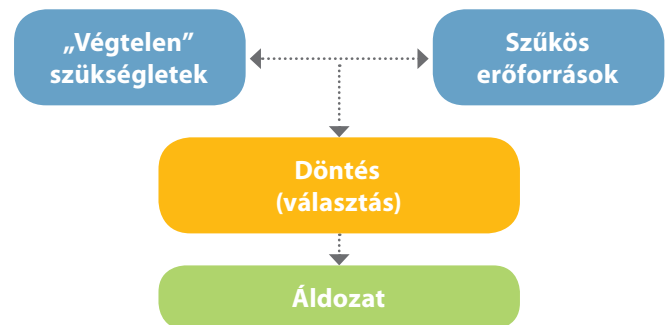 „Végtelen”
szükségletek
Szűkös
erőforrások
Döntés
(választás)
Áldozat